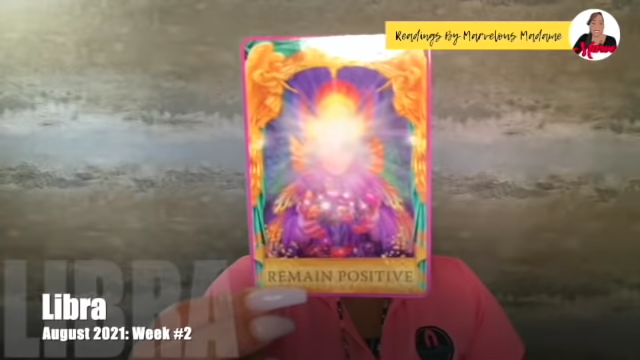 Readings By Marvelous Madame
REMAIN POSITIVE
LIBRA
Libra
August 2021: Week #2